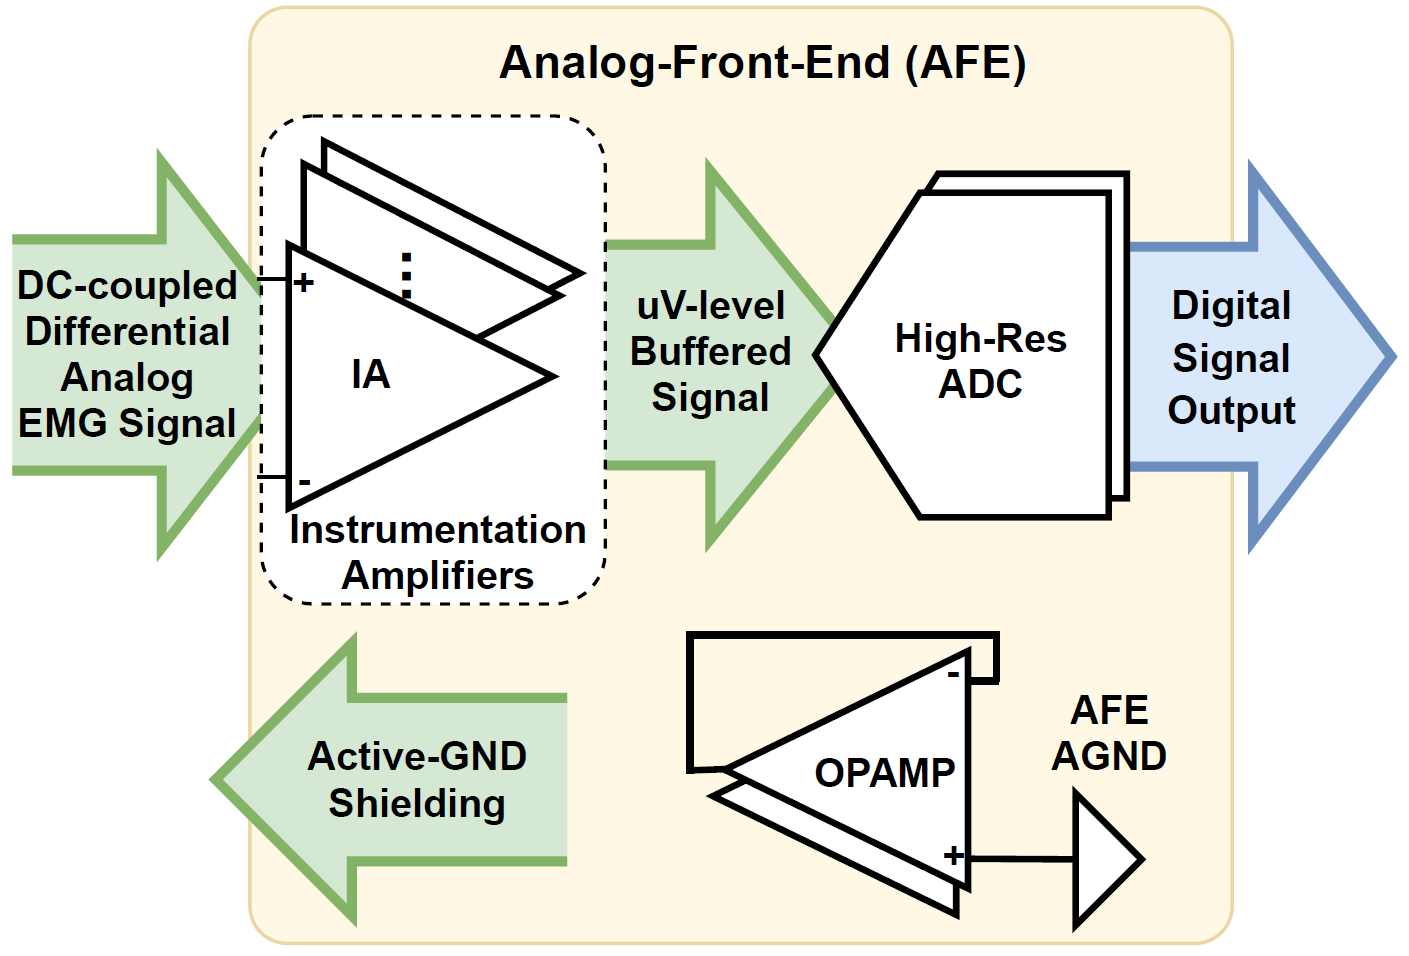 Analog-Front-End (AFE)
DC-coupled
Differential
Analog
EMG Signal
+
-
IA
Instrumentation
Amplifiers
uV-level
Buffered
Signal
High-Res
ADC
Digital
Signal
Output
Active-GND
Shielding
-
OPAMP
+
AFE
AGND